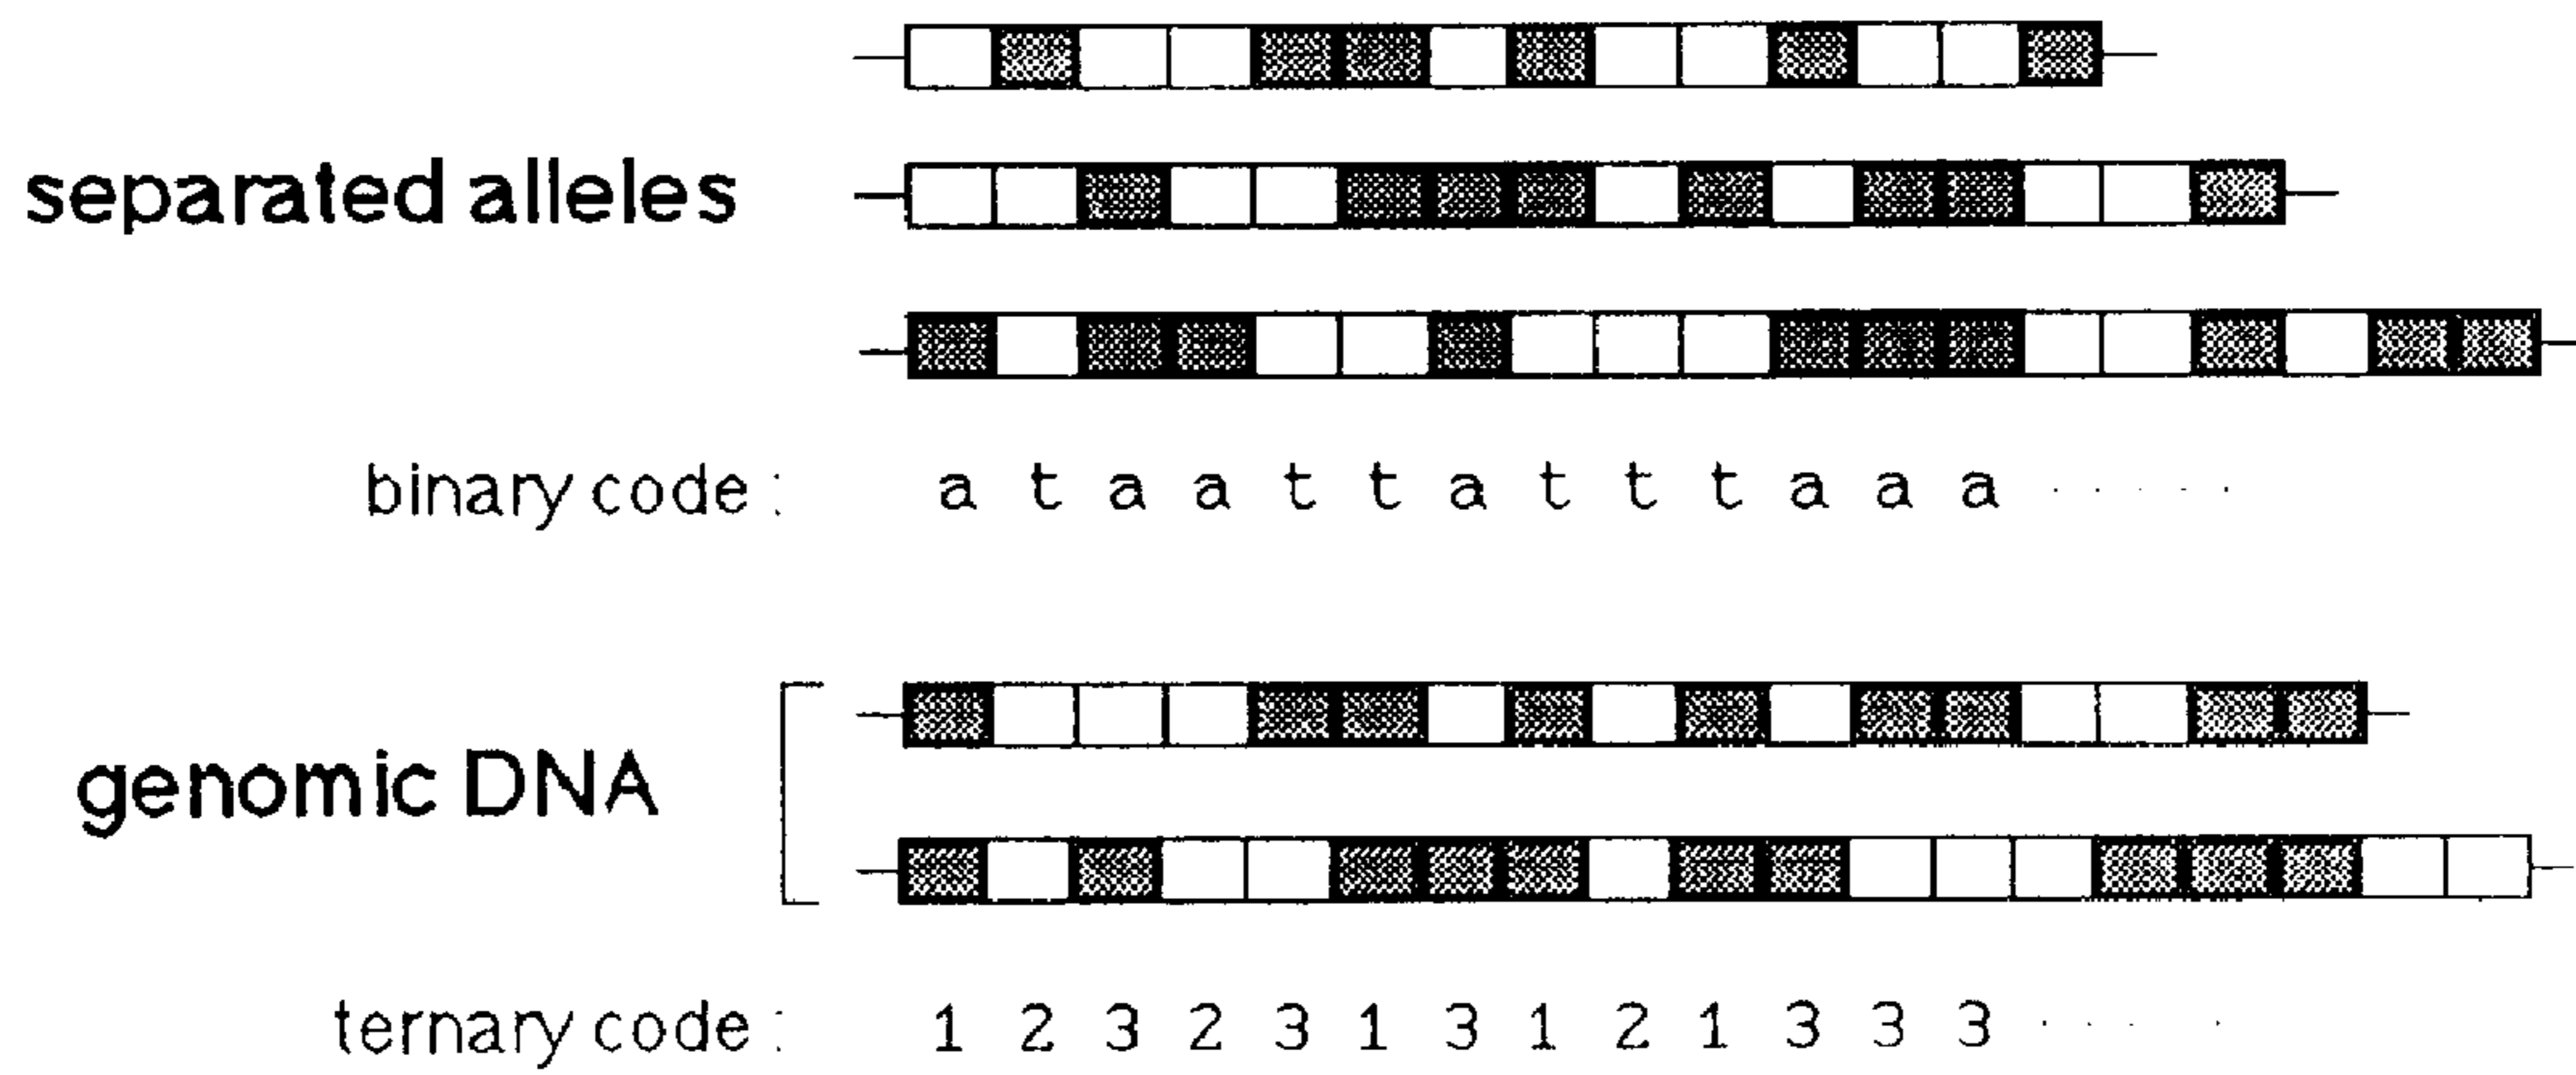 separated alleles
binary code : a t a a t t a t t t a a a . . . . .
genomic DNA
ternary code : 1 2 3 2 3 1 3 1 2 1 3 3 3 . . . . .